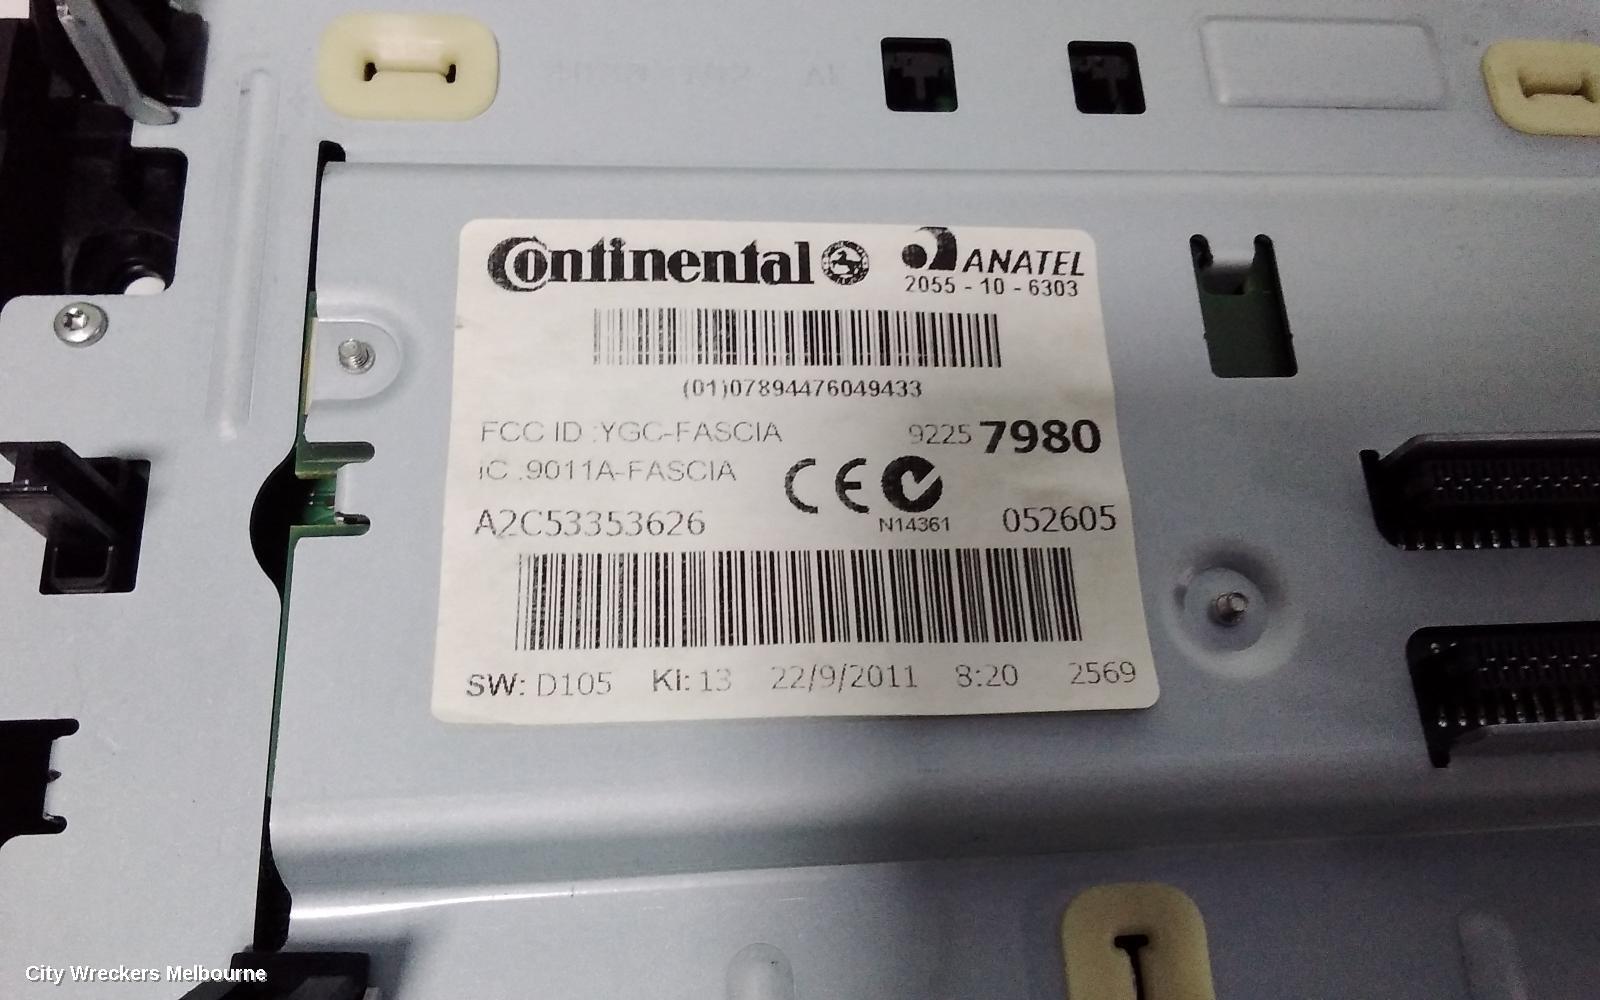 Continental
ANATEL
2055 - 10 - 6303
(01)07894476049433
FCC ID :YGC-FASCIA
9225 7980
IC :9011A-FASCIA
CE
N14361
A2C53353626
052605
SW: D105 KI: 13 22/9/2011 8:20 2569
City Wreckers Melbourne